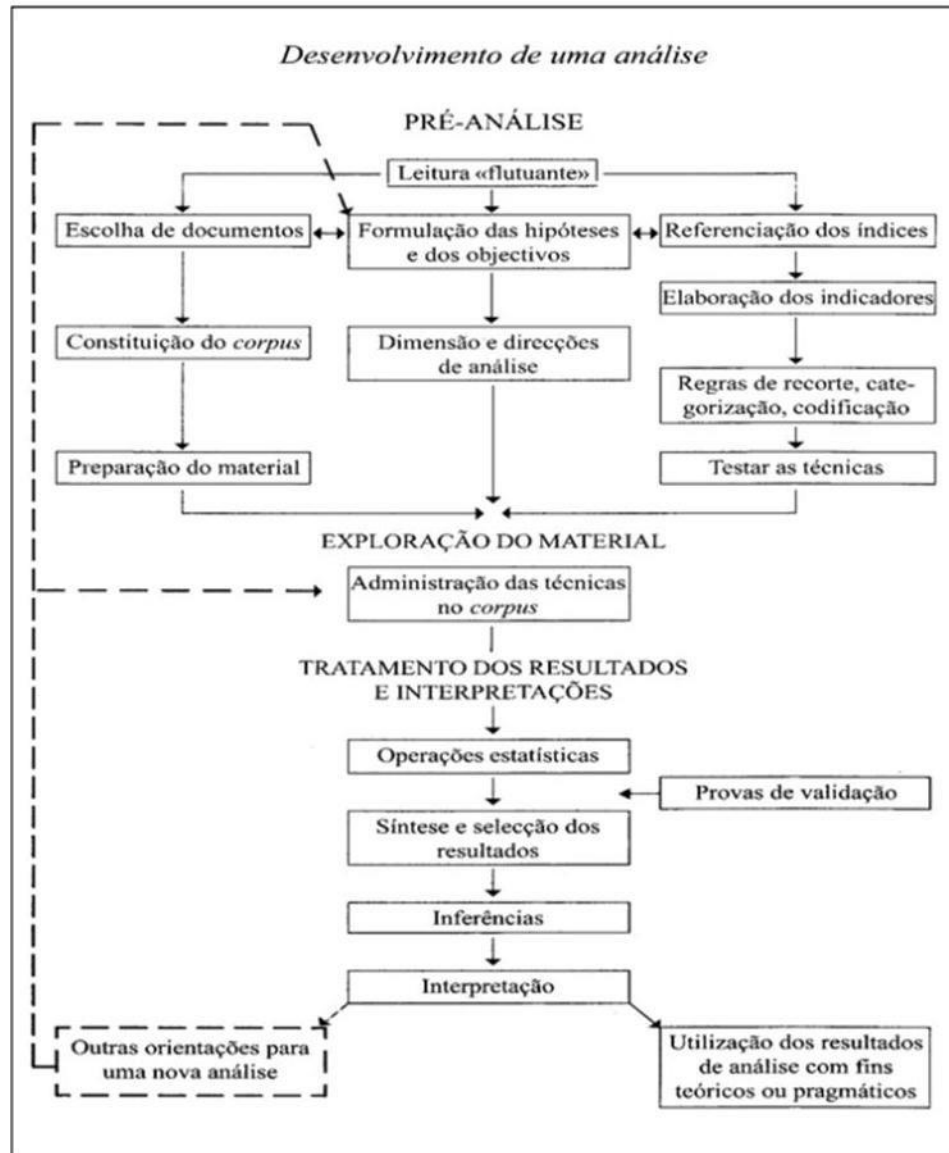 Desenvolvimento de uma análise
PRÉ-ANÁLISE
Leitura «flutuante»
Escolha de documentos
Formulação das hipóteses
e dos objectivos
Referenciação dos índices
Elaboração dos indicadores
Constituição do corpus
Dimensão e direcções
de análise
Regras de recorte, cate-
gorização, codificação
Preparação do material
Testar as técnicas
EXPLORAÇÃO DO MATERIAL
Administração das técnicas
no corpus
TRATAMENTO DOS RESULTADOS
E INTERPRETAÇÕES
Operações estatísticas
Provas de validação
Síntese e selecção dos
resultados
Inferências
Interpretação
Outras orientações para
uma nova análise
Utilização dos resultados
de análise com fins
teóricos ou pragmáticos